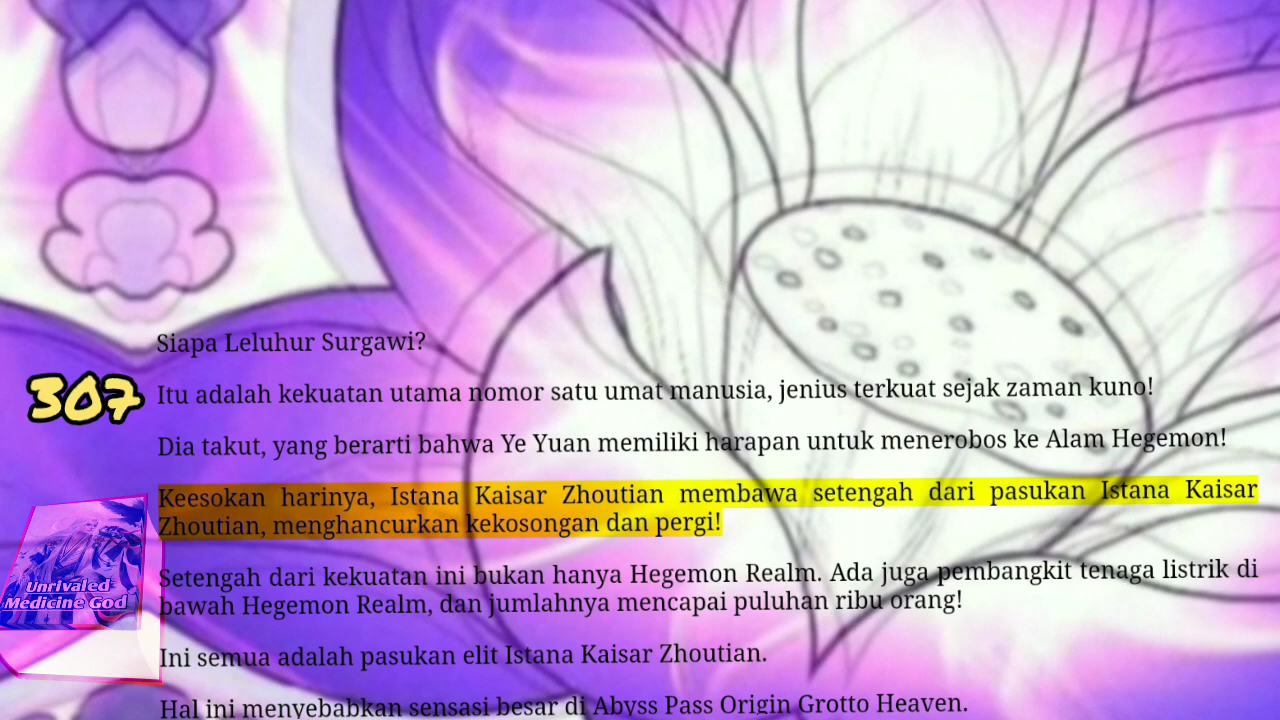 Siapa Leluhur Surgawi?
307
Itu adalah kekuatan utama nomor satu umat manusia, jenius terkuat sejak zaman kuno!
Dia takut, yang berarti bahwa Ye Yuan memiliki harapan untuk menerobos ke Alam Hegemon!
Keesokan harinya, Istana Kaisar Zhoutian membawa setengah dari pasukan Istana Kaisar
Zhoutian, menghancurkan kekosongan dan pergi!
Setengah dari kekuatan ini bukan hanya Hegemon Realm. Ada juga pembangkit tenaga listrik di
bawah Hegemon Realm, dan jumlahnya mencapai puluhan ribu orang!
Unrivaled
Medicine God
Ini semua adalah pasukan elit Istana Kaisar Zhoutian.
Hal ini menyebabkan sensasi besar di Abyss Pass Origin Grotto Heaven.